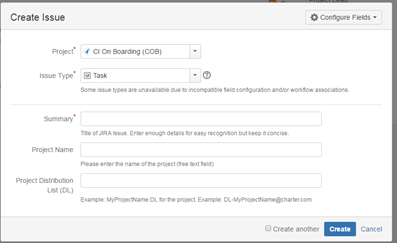 Create Issue
Configure Fields
Project*
CI On Boarding (COB)
Issue Type*
Task
Some issue types are unavailable due to incompatible field configuration and/or workflow associations.
Summary*
Title of JIRA Issue. Enter enough details for easy recognition but keep it concise.
Project Name
Please enter the name of the project (free text field)
Project Distribution
List (DL)
Example: MyProjectName DL for the project. Example: DL-MyProjectName@charter.com
Create another
Create
Cancel